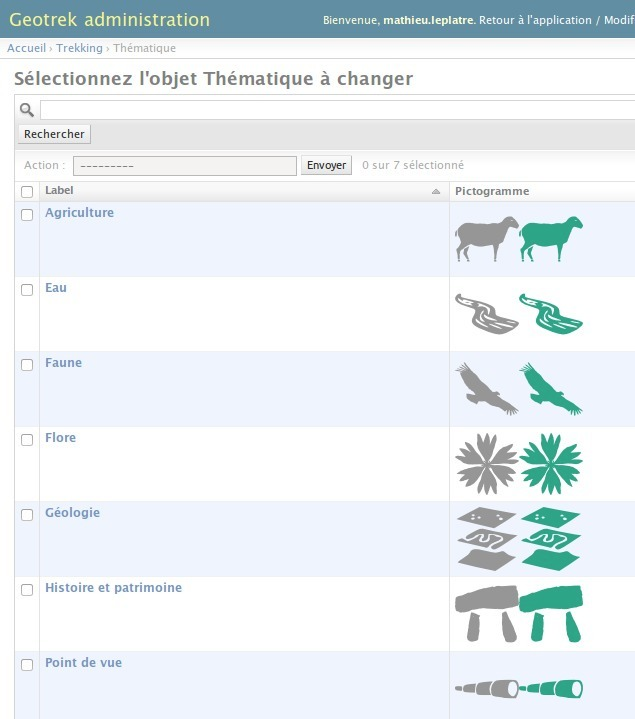 Geotrek administration
Bienvenue, mathieu.leplatre. Retour à l'application / Modif
Accueil › Trekking › Thématique
Sélectionnez l'objet Thématique à changer
Rechercher
Action : --------- Envoyer 0 sur 7 sélectionné
Label Pictogramme
Agriculture
Eau
Faune
Flore
Géologie
Histoire et patrimoine
Point de vue